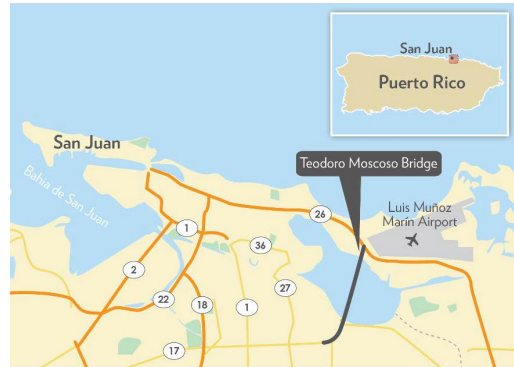 San Juan
Puerto Rico
San Juan
Teodoro Moscoso Bridge
Bahia de San Juan
Luis Muñoz
Marín Airport
26
1
36
2
27
22
18
1
17